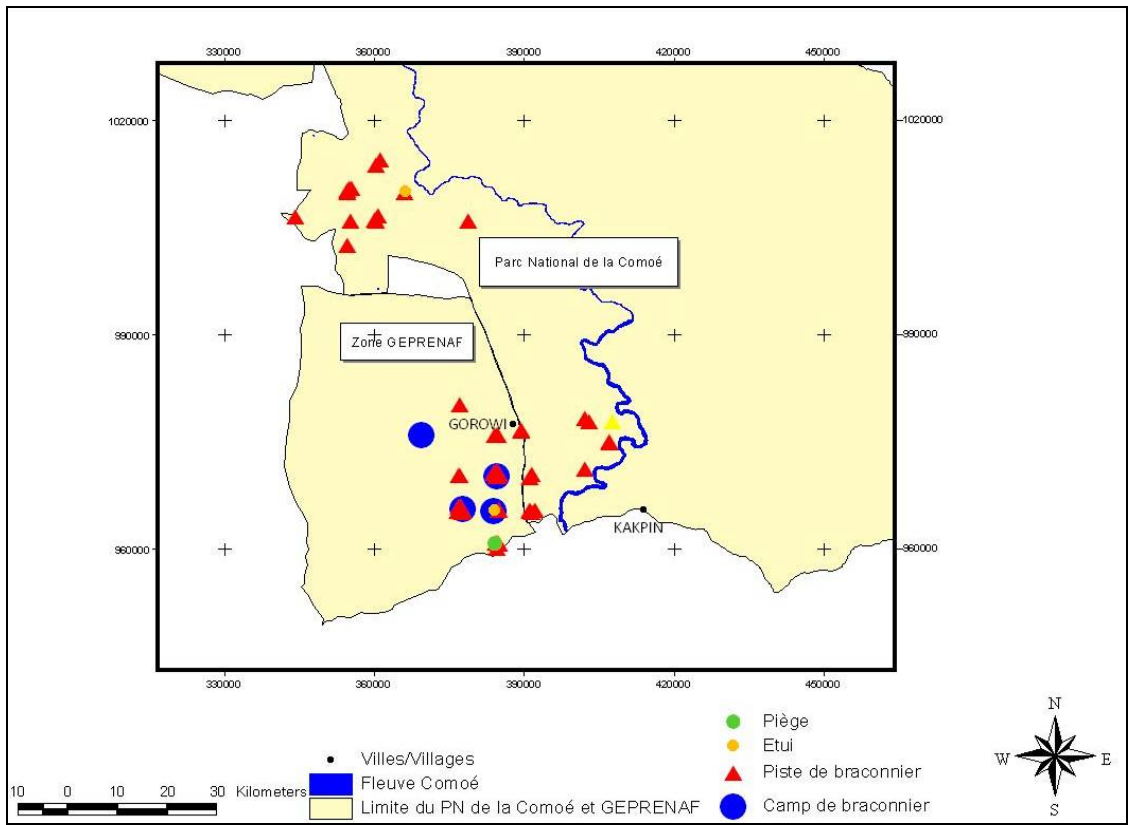 330000 360000 390000 420000 450000
1020000 1020000
Parc National de la Comoé
990000 990000
Zone GEPRENAF
GOROWI
KAKPIN
960000 960000
330000 360000 390000 420000 450000
Piège
Etui
Piste de braconnier
Camp de braconnier
Villes/Villages
Fleuve Comoé
Limite du PN de la Comoé et GEPRENAF
10 0 10 20 30 Kilometers
N
W E
S